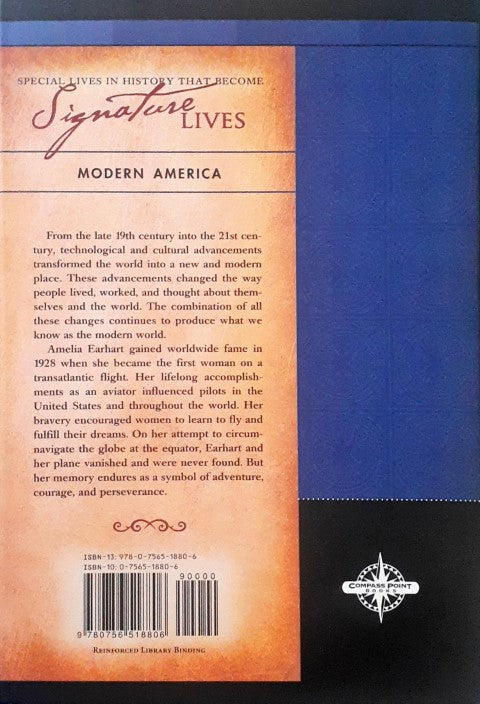 SPECIAL LIVES IN HISTORY THAT BECOME
Signature
LIVES
MODERN AMERICA
From the late 19th century into the 21st cen-
tury, technological and cultural advancements
transformed the world into a new and modern
place. These advancements changed the way
people lived, worked, and thought about them-
selves and the world. The combination of all
these changes continues to produce what we
know as the modern world.
Amelia Earhart gained worldwide fame in
1928 when she became the first woman on a
transatlantic flight. Her lifelong accomplish-
ments as an aviator influenced pilots in the
United States and throughout the world. Her
bravery encouraged women to learn to fly and
fulfill their dreams. On her attempt to circum-
navigate the globe at the equator, Earhart and
her plane vanished and were never found. But
her memory endures as a symbol of adventure,
courage, and perseverance.
ISBN-13: 978-0-7565-1880-6
ISBN-10: 0-7565-1880-6
90000
9 780756 518806
REINFORCED LIBRARY BINDING
COMPASS POINT
BOOKS